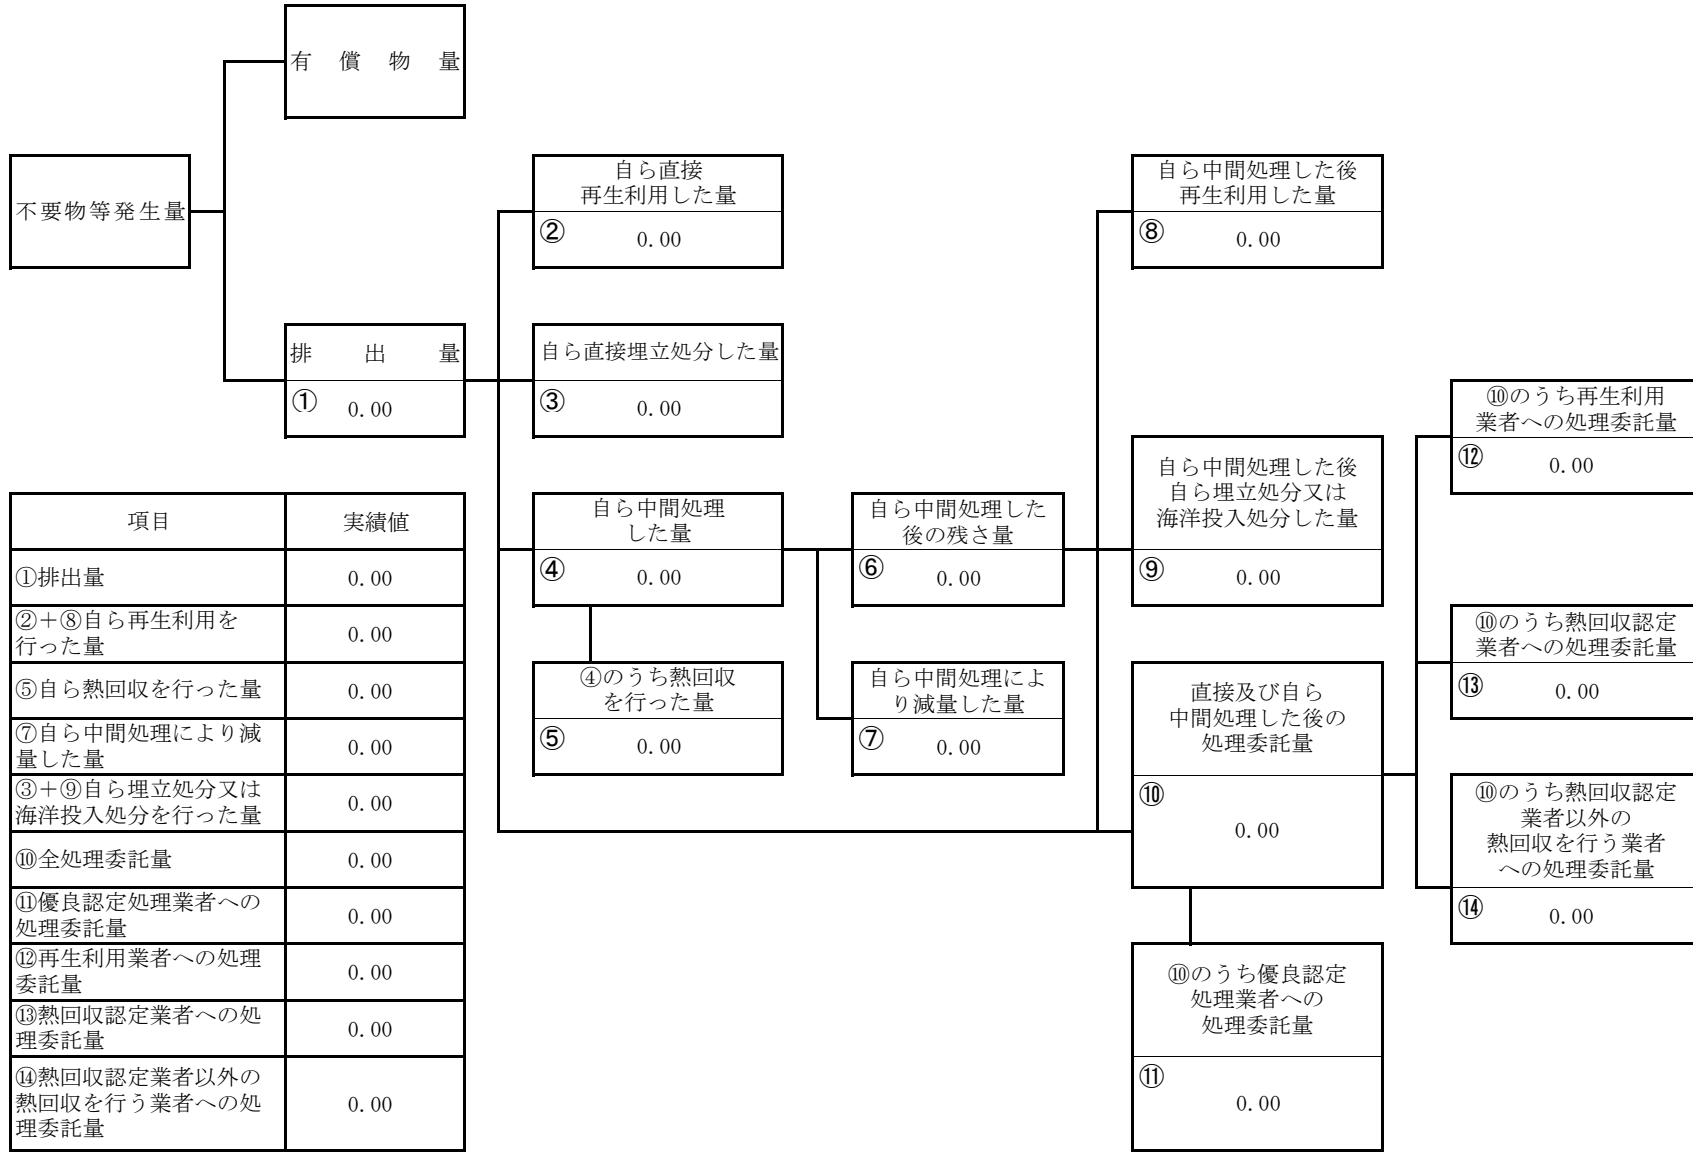 有償物量
不要物等発生量
自ら直接
再生利用した量
② 0.00
自ら中間処理した後
再生利用した量
⑧ 0.00
排出量
① 0.00
自ら直接埋立処分した量
③ 0.00
⑩のうち再生利用
業者への処理委託量
⑫ 0.00
自ら中間処理した後
自ら埋立処分又は
海洋投入処分した量
⑨ 0.00
自ら中間処理
した量
④ 0.00
自ら中間処理した
後の残さ量
⑥ 0.00
④のうち熱回収
を行った量
⑤ 0.00
自ら中間処理によ
り減量した量
⑦ 0.00
直接及び自ら
中間処理した後の
処理委託量
⑩
0.00
⑩のうち熱回収認定
業者への処理委託量
⑬ 0.00
⑩のうち熱回収認定
業者以外の
熱回収を行う業者
への処理委託量
⑭ 0.00
⑩のうち優良認定
処理業者への
処理委託量
⑪
0.00
項目 実績値
①排出量 0.00
②＋⑧自ら再生利用を
行った量 0.00
⑤自ら熱回収を行った量 0.00
⑦自ら中間処理により減
量した量 0.00
③＋⑨自ら埋立処分又は
海洋投入処分を行った量 0.00
⑩全処理委託量 0.00
⑪優良認定処理業者への
処理委託量 0.00
⑫再生利用業者への処理
委託量 0.00
⑬熱回収認定業者への処
理委託量 0.00
⑭熱回収認定業者以外の
熱回収を行う業者への処
理委託量 0.00